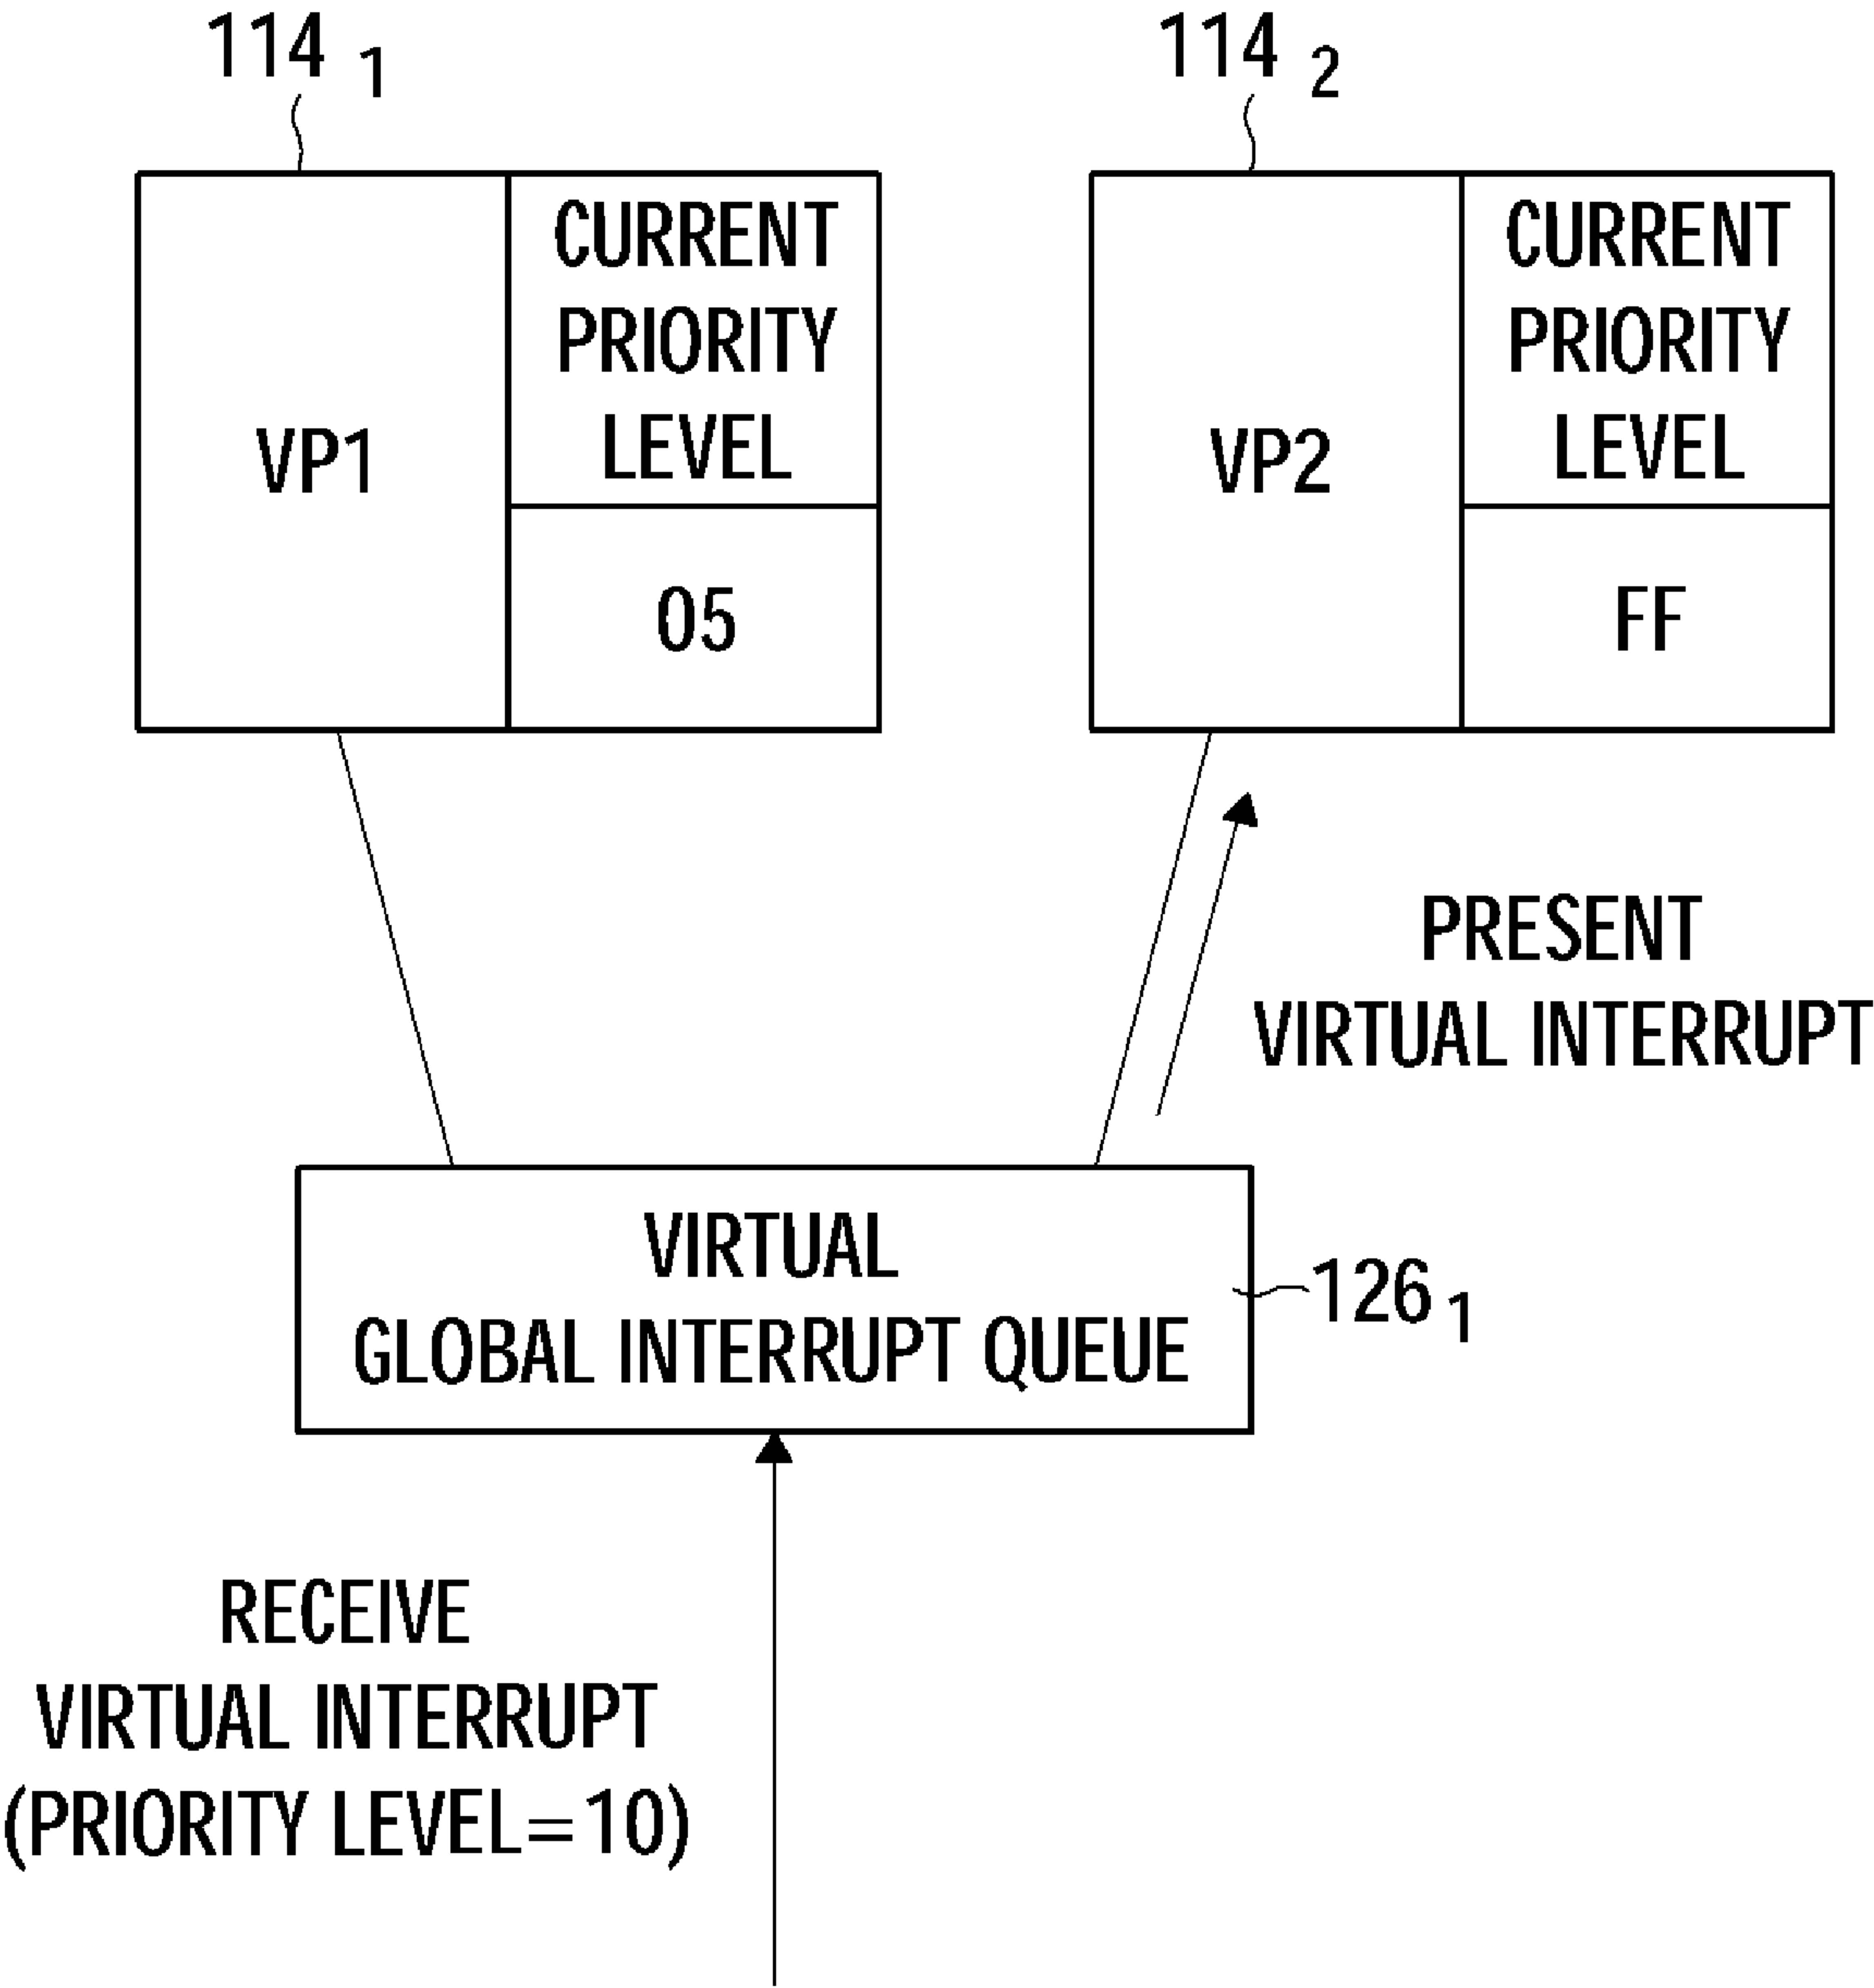 114 1
114 2
VP1
CURRENT
PRIORITY
LEVEL
05
VP2
CURRENT
PRIORITY
LEVEL
FF
PRESENT
VIRTUAL INTERRUPT
VIRTUAL
GLOBAL INTERRUPT QUEUE
126 1
RECEIVE
VIRTUAL INTERRUPT
(PRIORITY LEVEL=10)